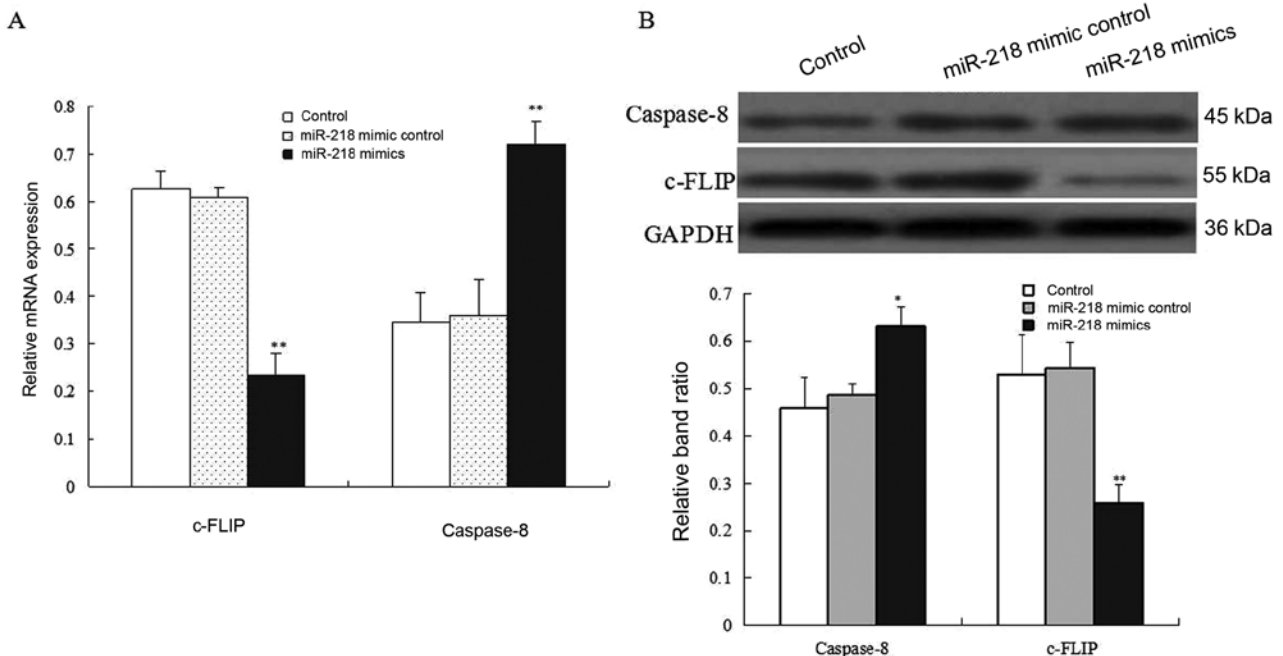 A
Relative mRNA expression
0.8
0.7
0.6
0.5
0.4
0.3
0.2
0.1
0
Control
miR-218 mimic control
miR-218 mimics
**
**
c-FLIP
Caspase-8
B
Control
miR-218 mimic control
miR-218 mimics
Caspase-8
45 kDa
c-FLIP
55 kDa
GAPDH
36 kDa
Relative band ratio
0.7
0.6
0.5
0.4
0.3
0.2
0.1
0
Control
miR-218 mimic control
miR-218 mimics
*
**
Caspase-8
c-FLIP